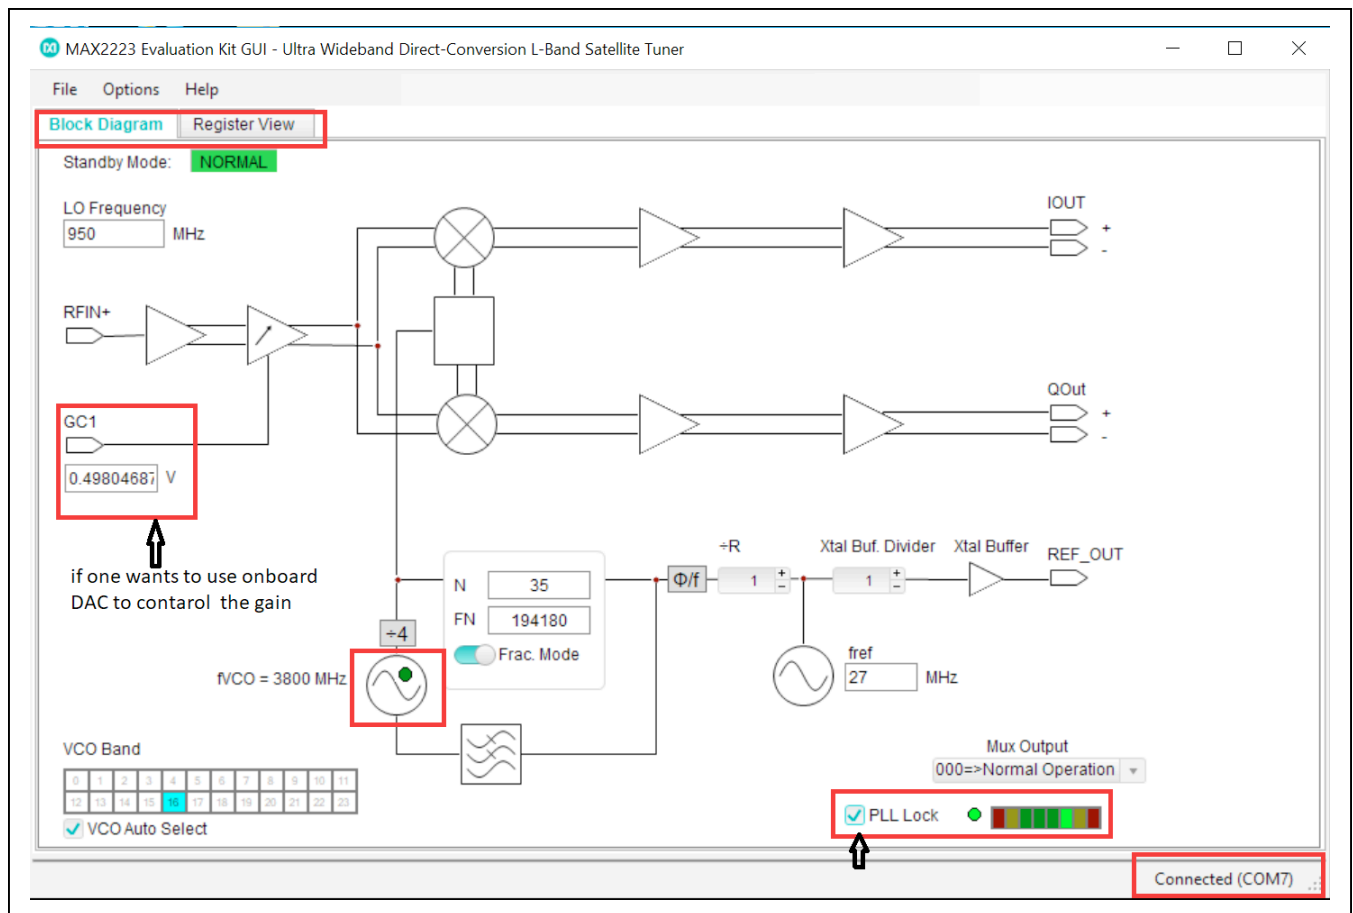 MAX2223 Evaluation Kit GUI - Ultra Wideband Direct-Conversion L-Band Satellite Tuner
File Options Help
Block Diagram Register View
Standby Mode: NORMAL
LO Frequency
950 MHz
IOUT
+
-
RFIN+
GC1
0.49804687 V
QOut
+
-
if one wants to use onboard
DAC to contarol the gain
÷R
Xtal Buf. Divider
Xtal Buffer
REF_OUT
N 35
Φ/f
1 + -
1 + -
FN 194180
÷4
Frac. Mode
fVCO = 3800 MHz
fref
27 MHz
VCO Band
0 1 2 3 4 5 6 7 8 9 10 11
12 13 14 15 16 17 18 19 20 21 22 23
VCO Auto Select
Mux Output
000=>Normal Operation
PLL Lock
Connected (COM7)